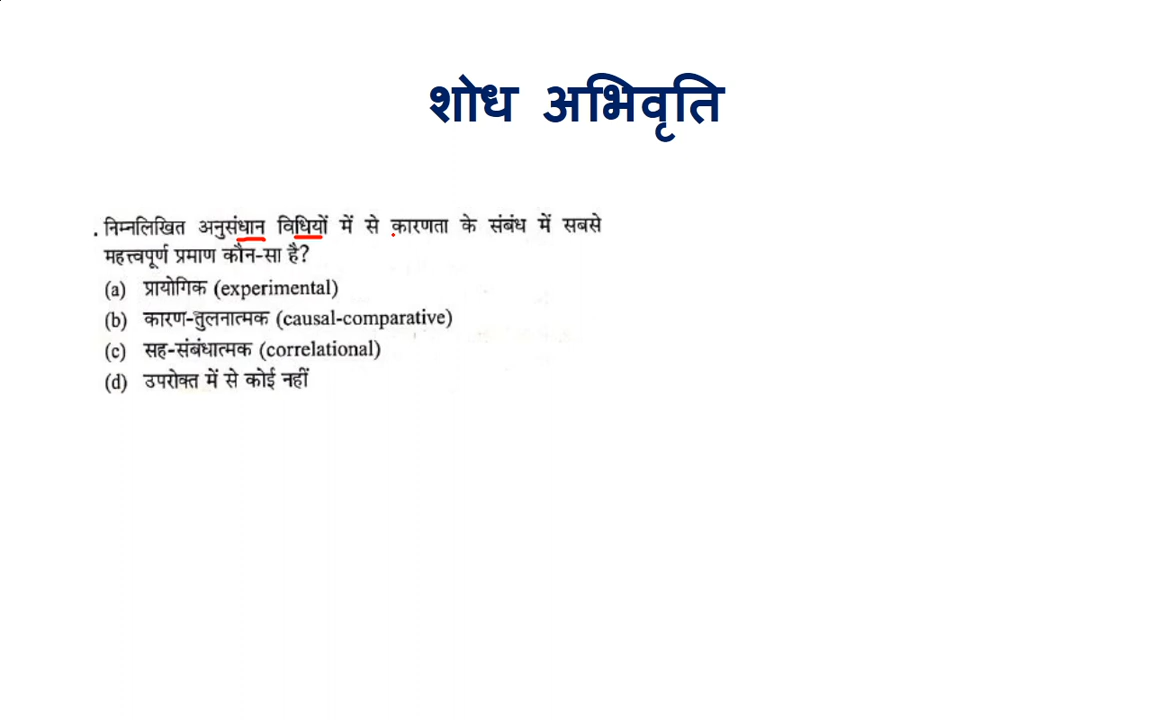 शोध अभिवृति
. निम्नलिखित अनुसंधान विधियों में से कारणता के संबंध में सबसे
महत्त्वपूर्ण प्रमाण कौन-सा है?
(a) प्रायोगिक (experimental)
(b) कारण-तुलनात्मक (causal-comparative)
(c) सह-संबंधात्मक (correlational)
(d) उपरोक्त में से कोई नहीं